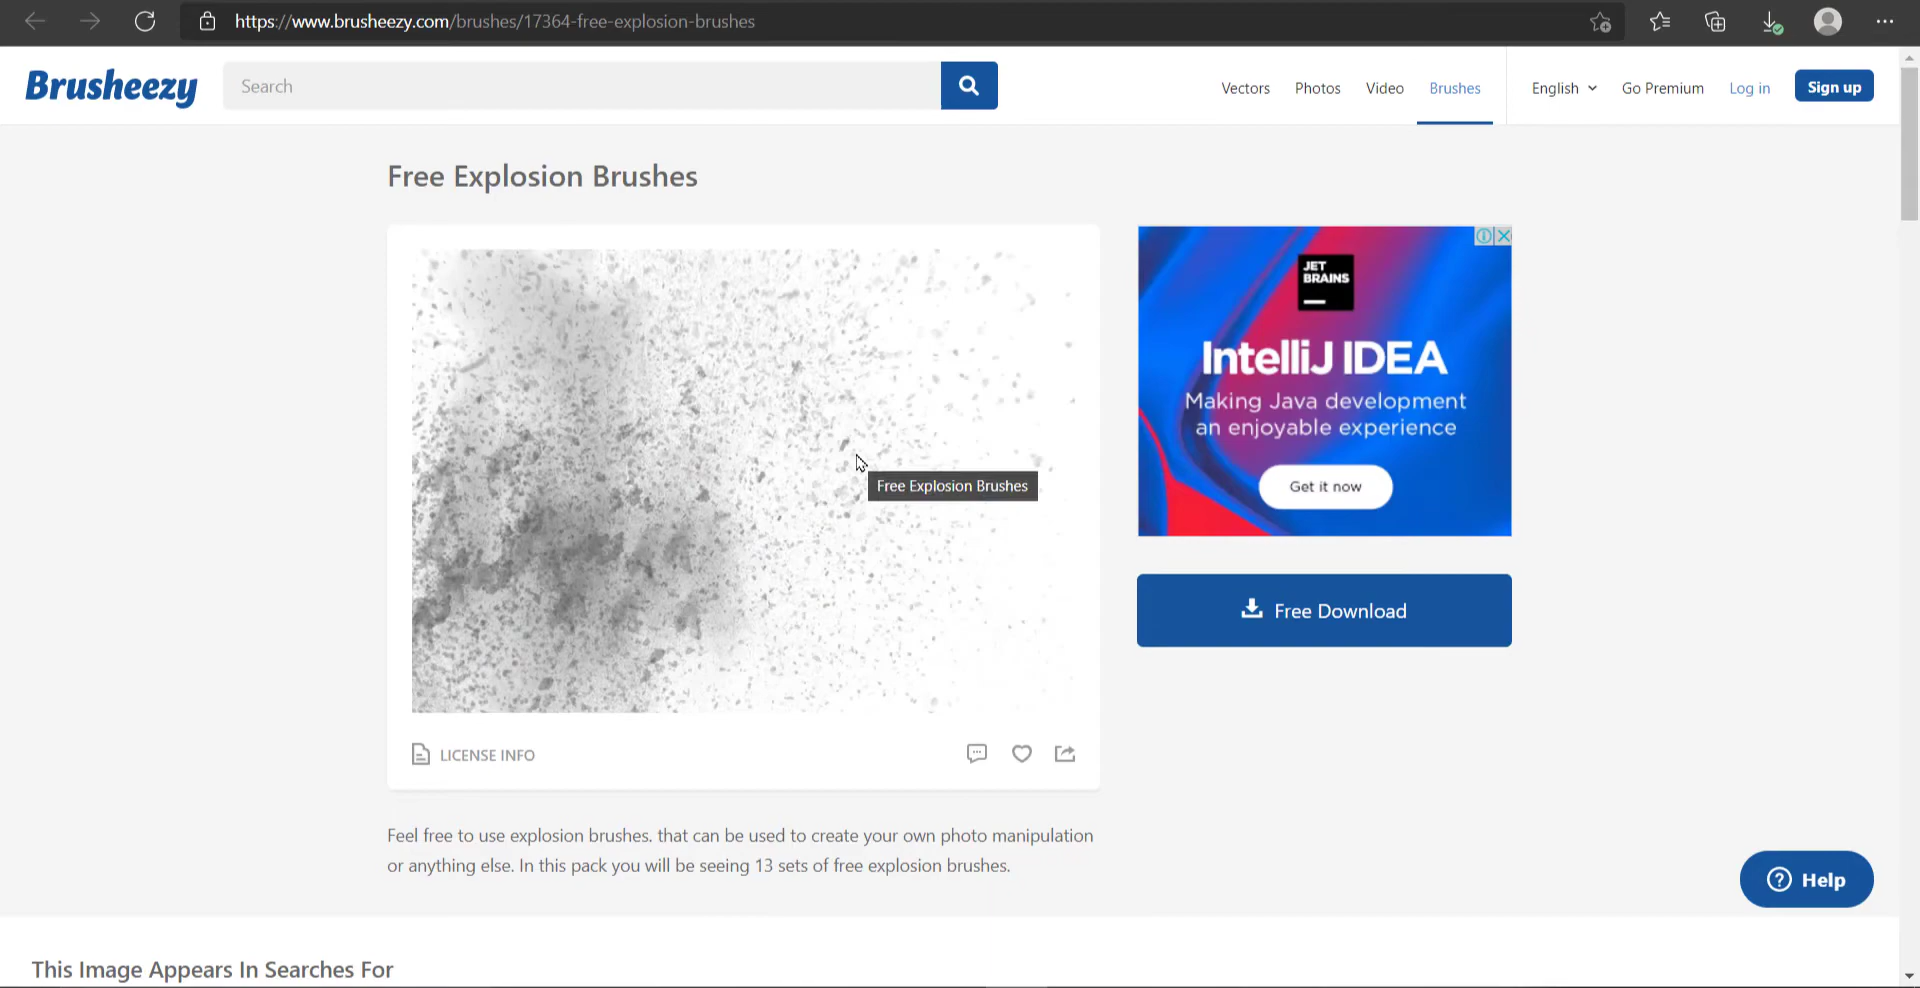 https://www.brusheezy.com/brushes/17364-free-explosion-brushes
Brusheezy
Search
Vectors
Photos
Video
Brushes
English
Go Premium
Log in
Sign up
Free Explosion Brushes
JET
BRAINS
IntelliJ IDEA
Making Java development
an enjoyable experience
Get it now
Free Explosion Brushes
Free Download
LICENSE INFO
Feel free to use explosion brushes. that can be used to create your own photo manipulation
or anything else. In this pack you will be seeing 13 sets of free explosion brushes.
Help
This Image Appears In Searches For